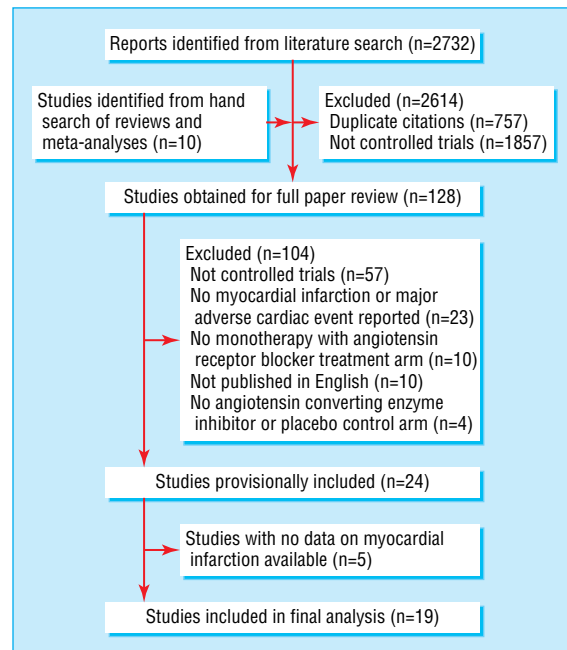 Reports identified from literature search (n=2732)
Studies identified from hand
search of reviews and
meta-analyses (n=10)
Excluded (n=2614)
Duplicate citations (n=757)
Not controlled trials (n=1857)
Studies obtained for full paper review (n=128)
Excluded (n=104)
Not controlled trials (n=57)
No myocardial infarction or major
adverse cardiac event reported (n=23)
No monotherapy with angiotensin
receptor blocker treatment arm (n=10)
Not published in English (n=10)
No angiotensin converting enzyme
inhibitor or placebo control arm (n=4)
Studies provisionally included (n=24)
Studies with no data on myocardial
infarction available (n=5)
Studies included in final analysis (n=19)